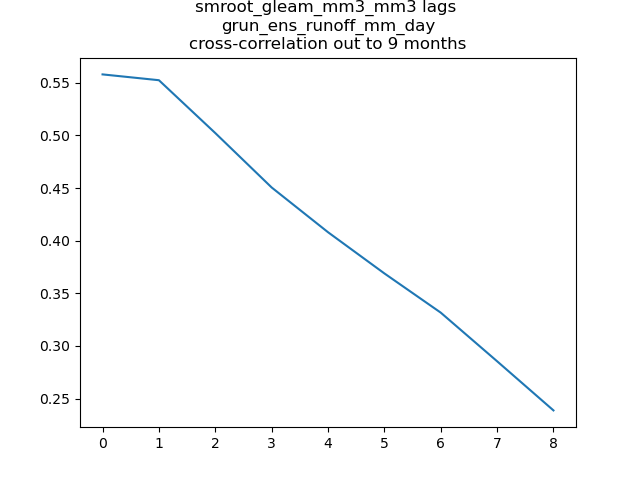 smroot_gleam_mm3_mm3 lags
grun_ens_runoff_mm_day
cross-correlation out to 9 months
0.55
0.50
0.45
0.40
0.35
0.30
0.25
0 1 2 3 4 5 6 7 8